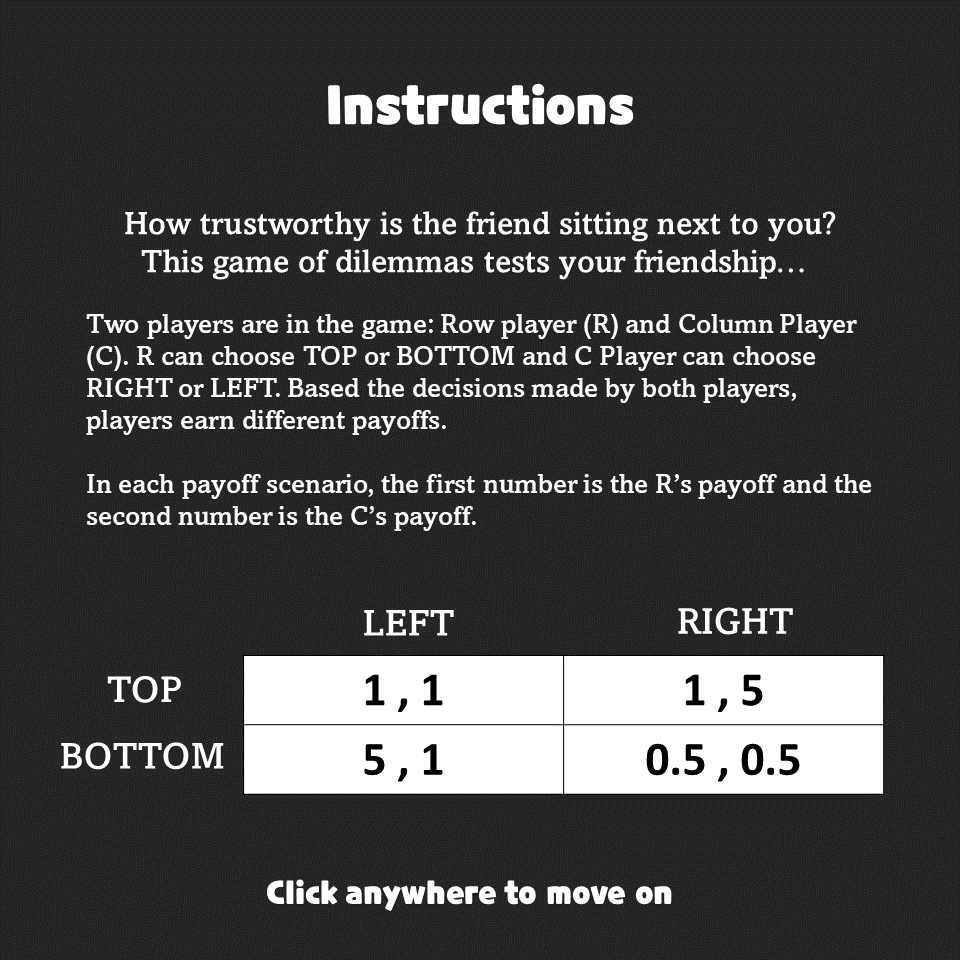 Instructions
How trustworthy is the friend sitting next to you?
This game of dilemmas tests your friendship...
Two players are in the game: Row player (R) and Column Player
(C). R can choose TOP or BOTTOM and C Player can choose
RIGHT or LEFT. Based the decisions made by both players,
players earn different payoffs.
In each payoff scenario, the first number is the R's payoff and the
second number is the C's payoff.
LEFT RIGHT
TOP 1 , 1 1 , 5
BOTTOM 5 , 1 0.5 , 0.5
Click anywhere to move on